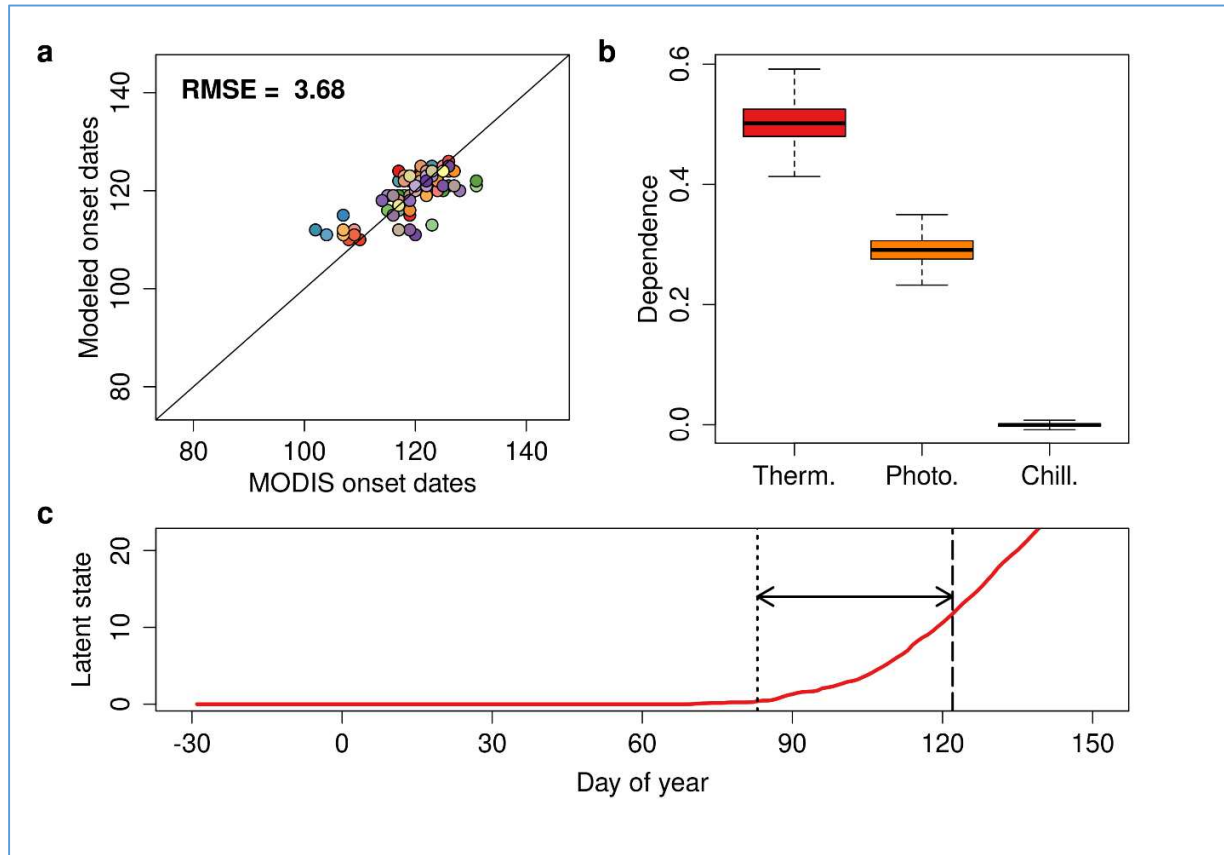 a
RMSE = 3.68
Modeled onset dates
140
120
100
80
80 100 120 140
MODIS onset dates
b
Dependence
0.6
0.4
0.2
0.0
Therm. Photo. Chill.
c
Latent state
20
10
0
-30 0 30 60 90 120 150
Day of year